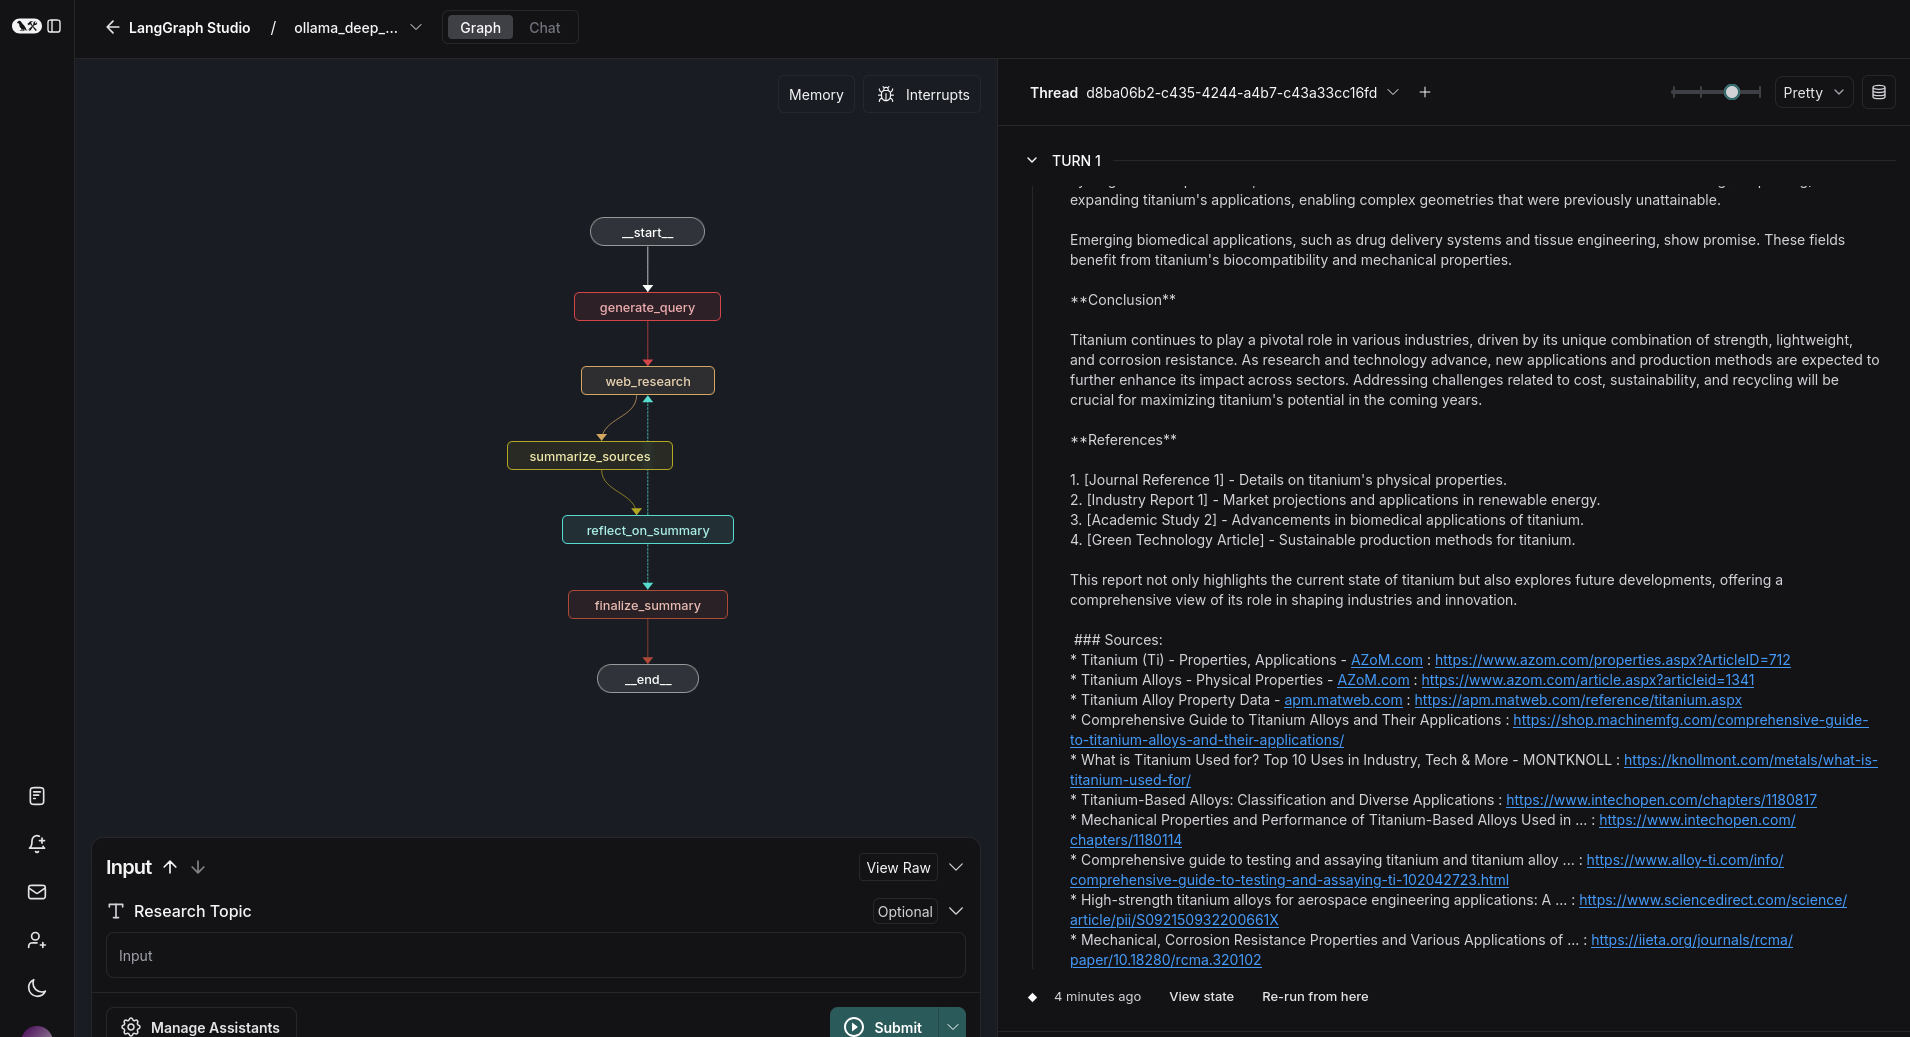 LangGraph Studio / ollama_deep_...
Graph Chat
Memory
Interrupts
__start__
generate_query
web_research
summarize_sources
reflect_on_summary
finalize_summary
__end__
Input
View Raw
Research Topic
Optional
Input
Manage Assistants
Submit
Thread d8ba06b2-c435-4244-a4b7-c43a33cc16fd
Pretty
TURN 1
expanding titanium's applications, enabling complex geometries that were previously unattainable.
Emerging biomedical applications, such as drug delivery systems and tissue engineering, show promise. These fields
benefit from titanium's biocompatibility and mechanical properties.
**Conclusion**
Titanium continues to play a pivotal role in various industries, driven by its unique combination of strength, lightweight,
and corrosion resistance. As research and technology advance, new applications and production methods are expected to
further enhance its impact across sectors. Addressing challenges related to cost, sustainability, and recycling will be
crucial for maximizing titanium's potential in the coming years.
**References**
1. [Journal Reference 1] - Details on titanium's physical properties.
2. [Industry Report 1] - Market projections and applications in renewable energy.
3. [Academic Study 2] - Advancements in biomedical applications of titanium.
4. [Green Technology Article] - Sustainable production methods for titanium.
This report not only highlights the current state of titanium but also explores future developments, offering a
comprehensive view of its role in shaping industries and innovation.
### Sources:
* Titanium (Ti) - Properties, Applications - AZoM.com : https://www.azom.com/properties.aspx?ArticleID=712
* Titanium Alloys - Physical Properties - AZoM.com : https://www.azom.com/article.aspx?articleid=1341
* Titanium Alloy Property Data - apm.matweb.com : https://apm.matweb.com/reference/titanium.aspx
* Comprehensive Guide to Titanium Alloys and Their Applications : https://shop.machinemfg.com/comprehensive-guide-
to-titanium-alloys-and-their-applications/
* What is Titanium Used for? Top 10 Uses in Industry, Tech & More - MONTKNOLL : https://knollmont.com/metals/what-is-
titanium-used-for/
* Titanium-Based Alloys: Classification and Diverse Applications : https://www.intechopen.com/chapters/1180817
* Mechanical Properties and Performance of Titanium-Based Alloys Used in ... : https://www.intechopen.com/
chapters/1180114
* Comprehensive guide to testing and assaying titanium and titanium alloy ... : https://www.alloy-ti.com/info/
comprehensive-guide-to-testing-and-assaying-ti-102042723.html
* High-strength titanium alloys for aerospace engineering applications: A ... : https://www.sciencedirect.com/science/
article/pii/S092150932200661X
* Mechanical, Corrosion Resistance Properties and Various Applications of ... : https://iieta.org/journals/rcma/
paper/10.18280/rcma.320102
4 minutes ago View state Re-run from here